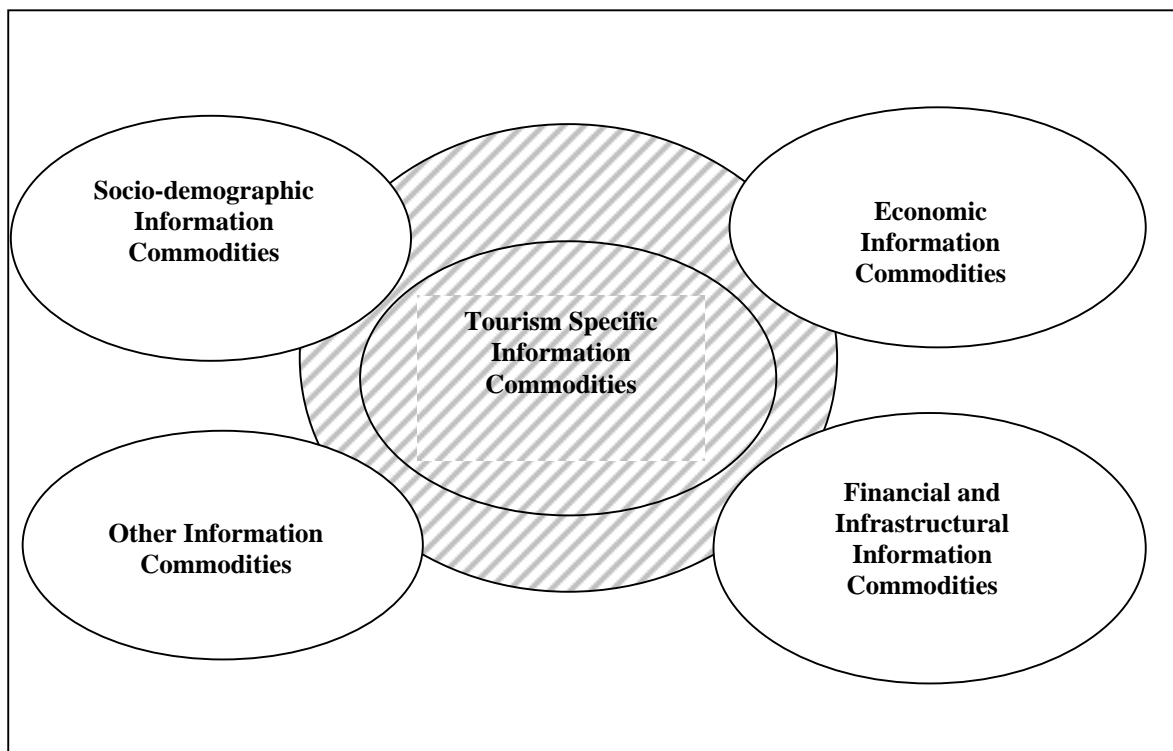 Socio-demographic
Information
Commodities
Economic
Information
Commodities
Tourism Specific
Information
Commodities
Other Information
Commodities
Financial and
Infrastructural
Information
Commodities